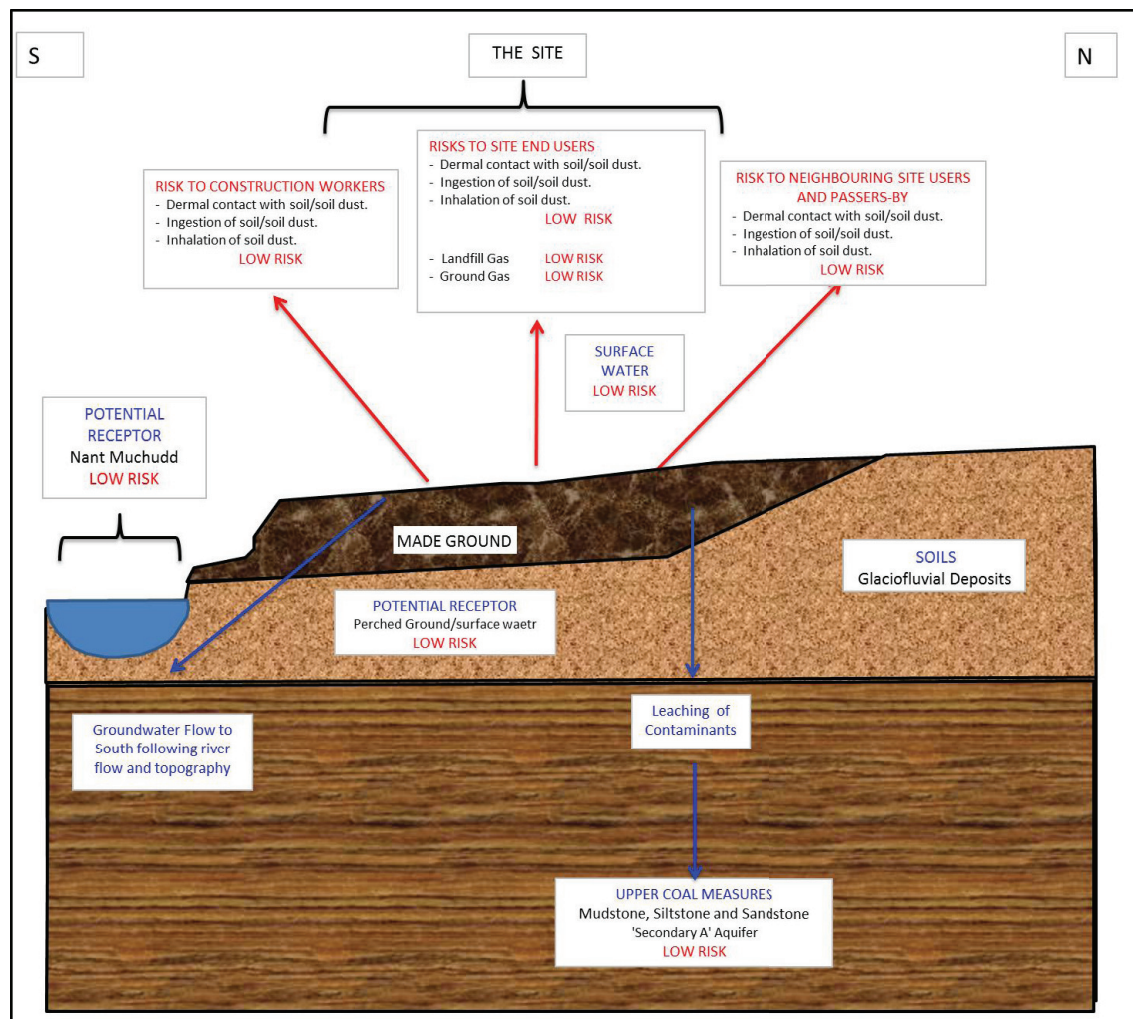 S
THE SITE
N
RISK TO CONSTRUCTION WORKERS
- Dermal contact with soil/soil dust.
- Ingestion of soil/soil dust.
- Inhalation of soil dust.
LOW RISK
RISKS TO SITE END USERS
- Dermal contact with soil/soil dust.
- Ingestion of soil/soil dust.
- Inhalation of soil dust.
LOW RISK
- Landfill Gas LOW RISK
- Ground Gas LOW RISK
RISK TO NEIGHBOURING SITE USERS
AND PASSERS-BY
- Dermal contact with soil/soil dust.
- Ingestion of soil/soil dust.
- Inhalation of soil dust.
LOW RISK
SURFACE
WATER
LOW RISK
POTENTIAL
RECEPTOR
Nant Muchudd
LOW RISK
MADE GROUND
SOILS
Glaciofluvial Deposits
POTENTIAL RECEPTOR
Perched Ground/surface waetr
LOW RISK
Groundwater Flow to
South following river
flow and topography
Leaching of
Contaminants
UPPER COAL MEASURES
Mudstone, Siltstone and Sandstone
'Secondary A' Aquifer
LOW RISK